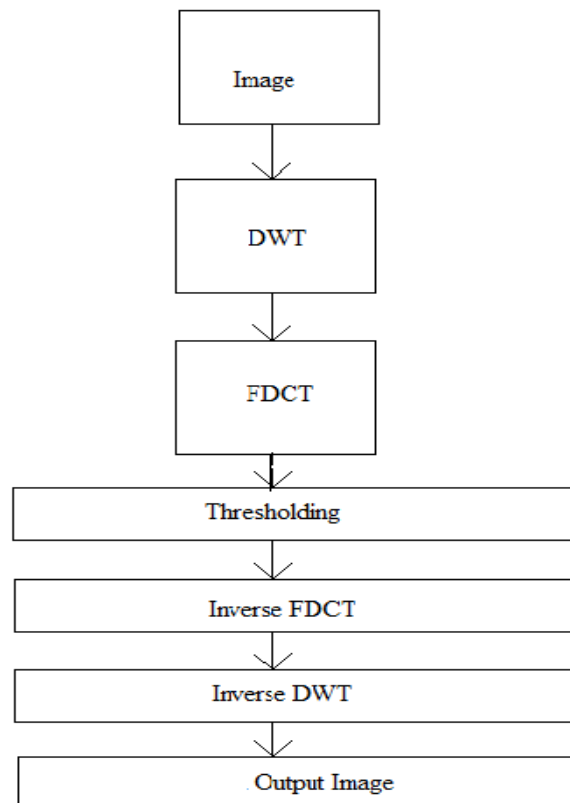 Image
DWT
FDCT
Thresholding
Inverse FDCT
Inverse DWT
Output Image